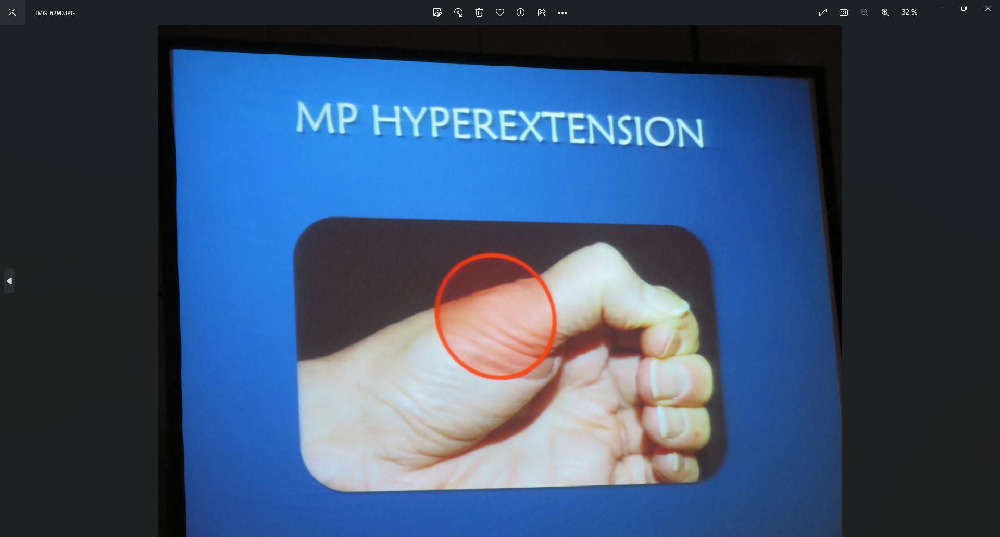 IMG_6290.JPG
32 %
MP HYPEREXTENSION